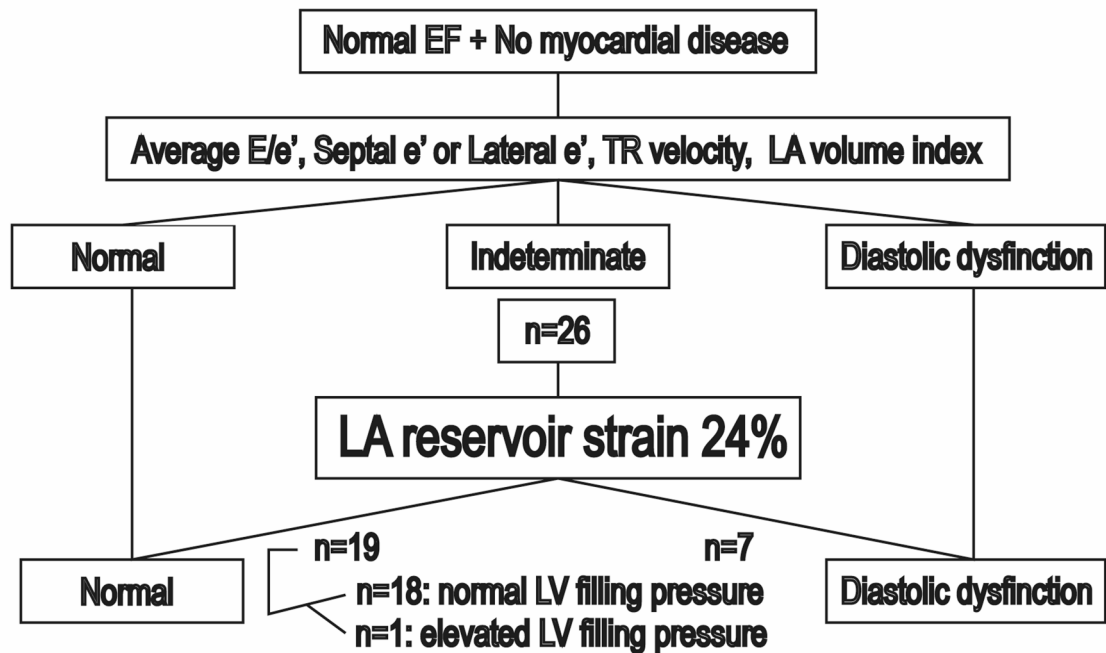 Normal EF + No myocardial disease
Average E/e’, Septal e’ or Lateral e’, TR velocity, LA volume index
Normal
Indeterminate
Diastolic dysfinction
n=26
LA reservoir strain 24%
n=19
n=7
Normal
n=18: normal LV filling pressure
Diastolic dysfinction
n=1: elevated LV filling pressure